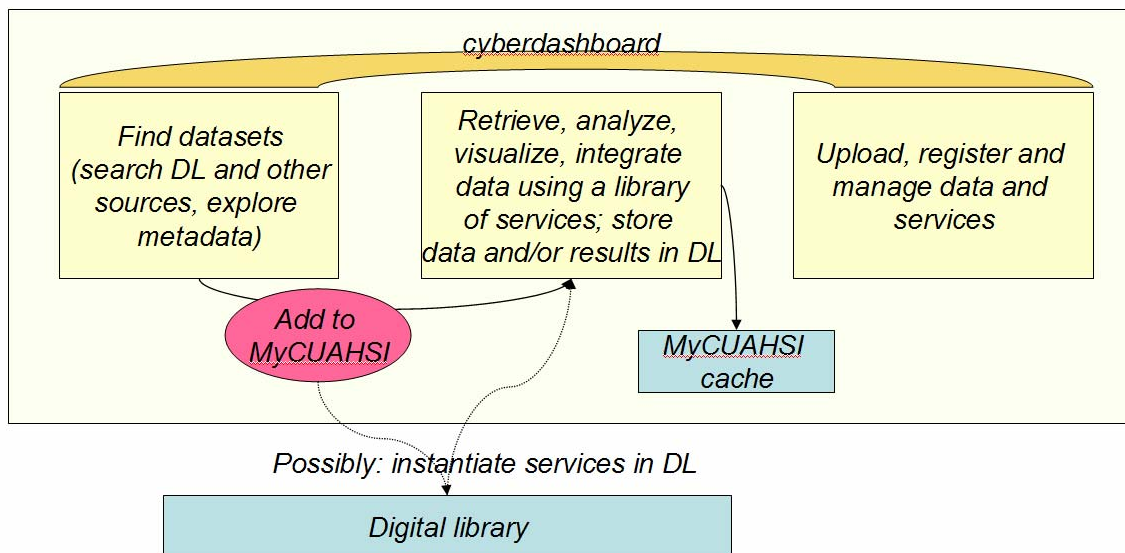 cyberdashboard
Find datasets
(search DL and other
sources, explore
metadata)
Retrieve, analyze,
visualize, integrate
data using a library
of services; store
data and/or results in DL
Upload, register and
manage data and
services
Add to
MyCUAHSI
MyCUAHSI
cache
Possibly: instantiate services in DL
Digital library